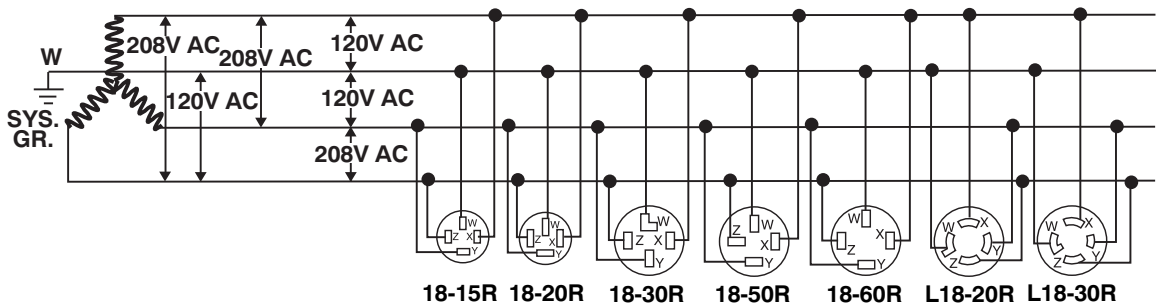 208V AC
208V AC
120V AC
W
120V AC
120V AC
SYS.
GR.
208V AC
W
Z
X
Y
W
Z
X
Y
W
Z
X
Y
W
Z
X
Y
W
Z
X
Y
W
X
Z
Y
W
X
Z
Y
18-15R 18-20R 18-30R 18-50R 18-60R L18-20R L18-30R